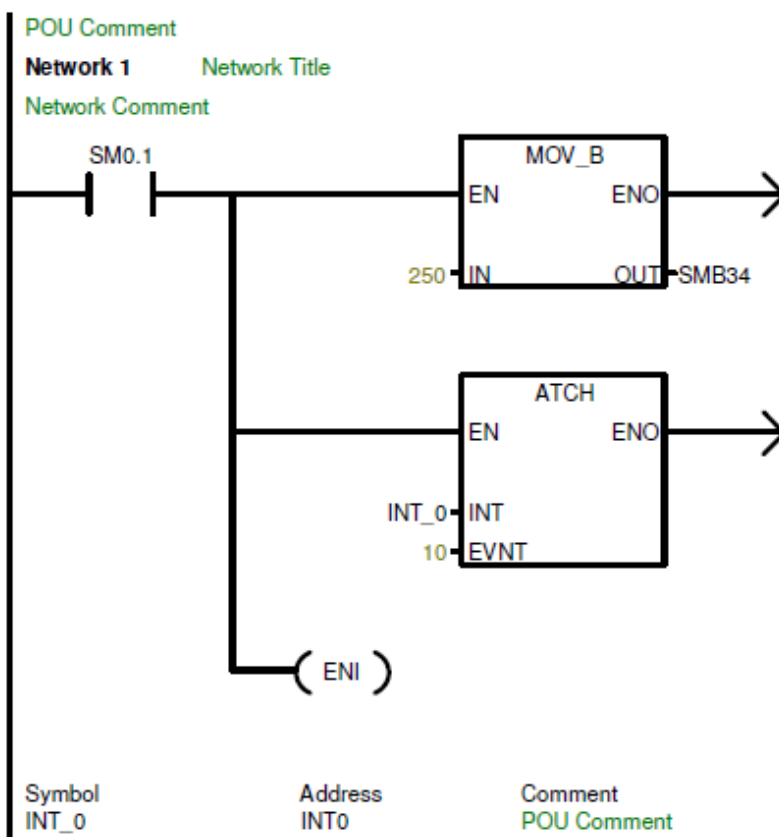 POU Comment
Network 1 Network Title
Network Comment
SM0.1
MOV_B
EN ENO
250 IN OUT SMB34
ATCH
EN ENO
INT_0 INT
10 EVNT
ENI
Symbol Address Comment
INT_0 INT0 POU Comment